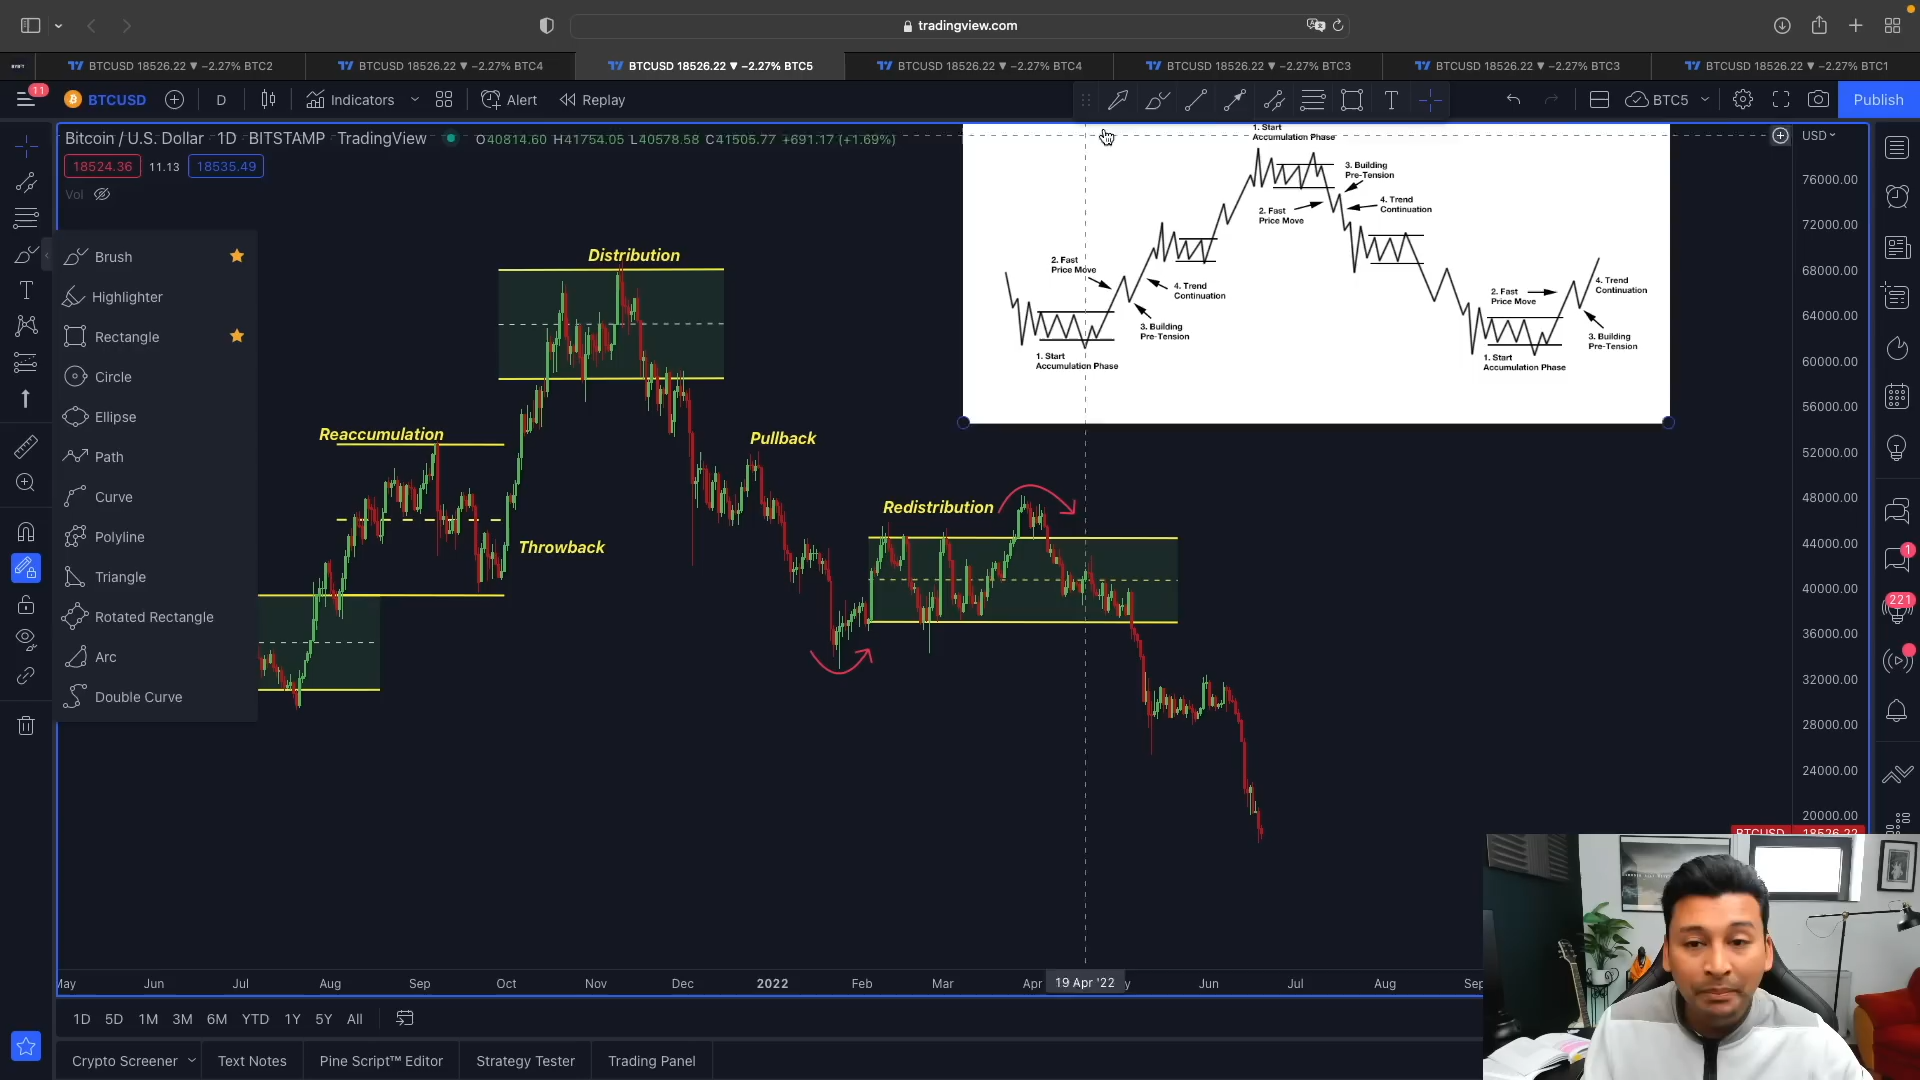 tradingview.com
BTCUSD 18526.22 ▼ −2.27% BTC2
BTCUSD 18526.22 ▼ −2.27% BTC4
BTCUSD 18526.22 ▼ −2.27% BTC5
BTCUSD 18526.22 ▼ −2.27% BTC4
BTCUSD 18526.22 ▼ −2.27% BTC3
BTCUSD 18526.22 ▼ −2.27% BTC3
BTCUSD 18526.22 ▼ −2.27% BTC1
11
BTCUSD
D
Indicators
Alert
Replay
T
BTC5
Publish
Bitcoin / U.S. Dollar · 1D · BITSTAMP · TradingView
O40814.60 H41754.05 L40578.58 C41505.77 +691.17 (+1.69%)
18524.36
11.13
18535.49
Vol
Brush
Highlighter
Rectangle
Circle
Ellipse
Path
Curve
Polyline
Triangle
Rotated Rectangle
Arc
Double Curve
Reaccumulation
Distribution
Throwback
Pullback
Redistribution
1. Start
Accumulation Phase
3. Building
Pre-Tension
4. Trend
Continuation
2. Fast
Price Move
2. Fast
Price Move
4. Trend
Continuation
3. Building
Pre-Tension
1. Start
Accumulation Phase
2. Fast
Price Move
4. Trend
Continuation
3. Building
Pre-Tension
1. Start
Accumulation Phase
USD
76000.00
72000.00
68000.00
64000.00
60000.00
56000.00
52000.00
48000.00
44000.00
40000.00
36000.00
32000.00
28000.00
24000.00
20000.00
BTCUSD 18526.22
1
221
May
Jun
Jul
Aug
Sep
Oct
Nov
Dec
2022
Feb
Mar
Apr
19 Apr '22
Jun
Jul
Aug
Sep
1D 5D 1M 3M 6M YTD 1Y 5Y All
Crypto Screener
Text Notes
Pine Script™ Editor
Strategy Tester
Trading Panel